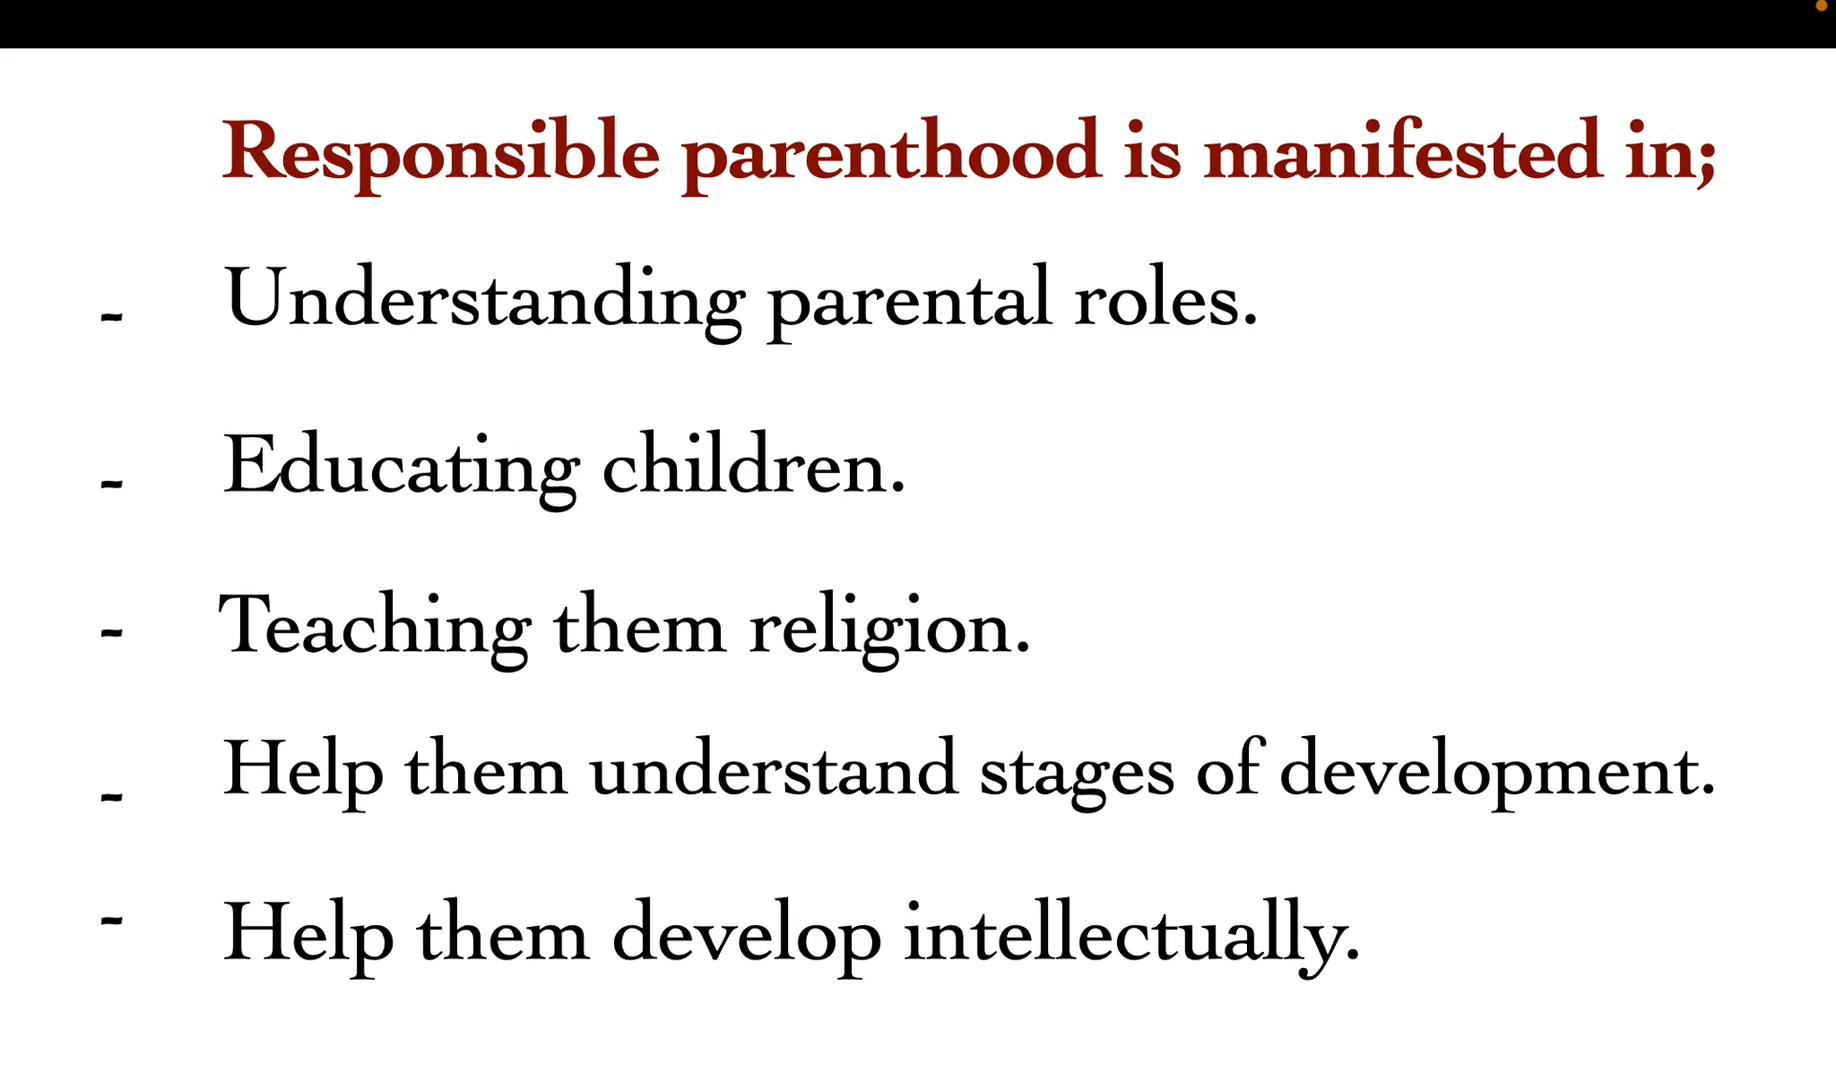 Responsible parenthood is manifested in;
- Understanding parental roles.
- Educating children.
- Teaching them religion.
- Help them understand stages of development.
- Help them develop intellectually.